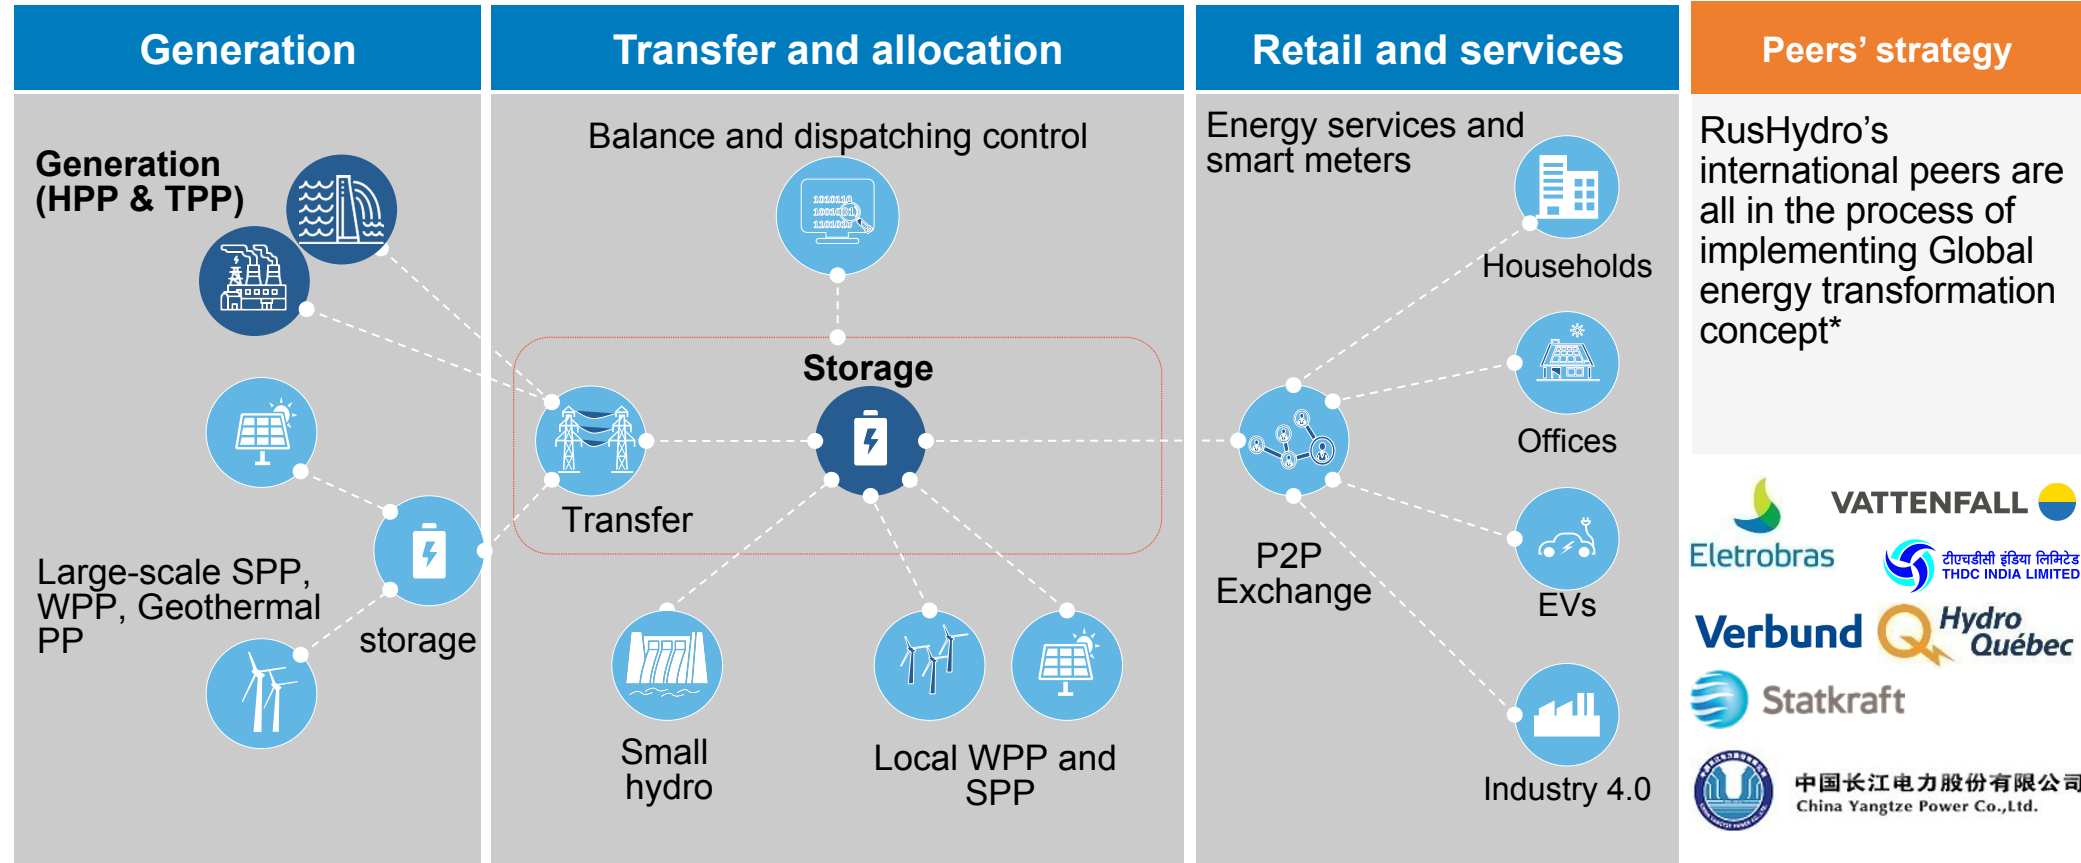 Generation
Transfer and allocation
Retail and services
Peers’ strategy
Generation
(HPP & TPP)
Large-scale SPP,
WPP, Geothermal
PP
storage
Balance and dispatching control
1010110
1001001
Storage
Transfer
Small
hydro
Local WPP and
SPP
Energy services and
smart meters
Households
Offices
P2P
Exchange
EVs
Industry 4.0
RusHydro’s
international peers are
all in the process of
implementing Global
energy transformation
concept*
Eletrobras
VATTENFALL
टीएचडीसी इंडिया लिमिटेड
THDC INDIA LIMITED
Verbund
Hydro
Québec
Statkraft
中国长江电力股份有限公司
China Yangtze Power Co.,Ltd.